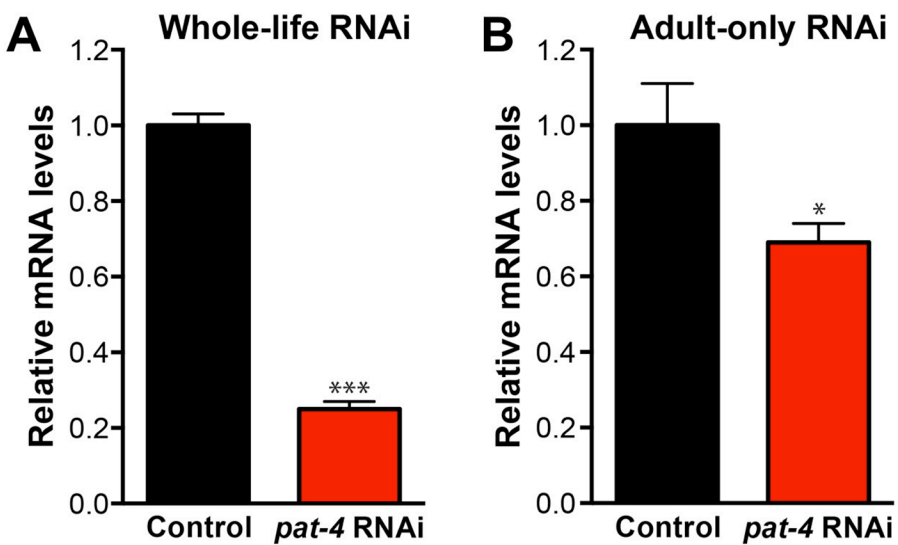 A
Whole-life RNAi
Relative mRNA levels
1.2
1.0
0.8
0.6
0.4
0.2
0.0
***
Control
pat-4 RNAi
B
Adult-only RNAi
Relative mRNA levels
1.2
1.0
0.8
0.6
0.4
0.2
0.0
*
Control
pat-4 RNAi